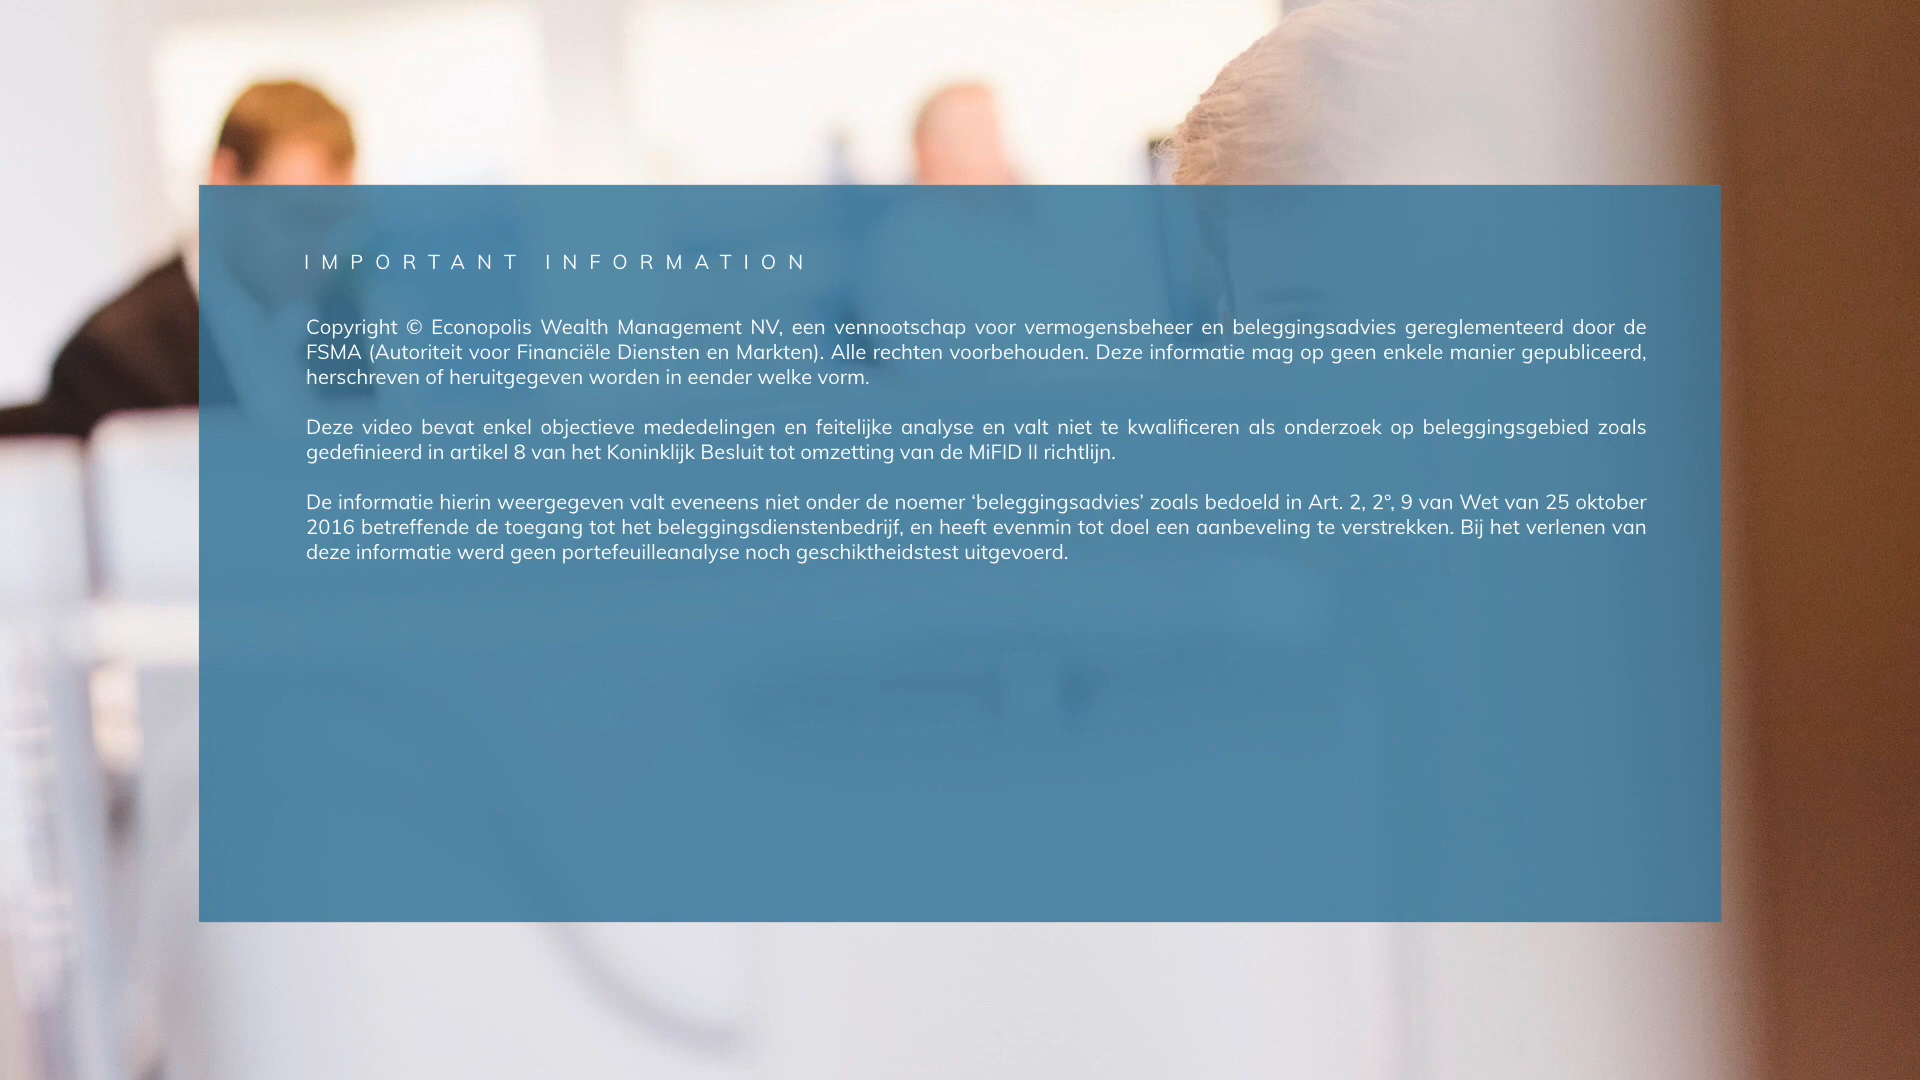 IMPORTANT INFORMATION
Copyright © Econopolis Wealth Management NV, een vennootschap voor vermogensbeheer en beleggingsadvies gereglementeerd door de
FSMA (Autoriteit voor Financiële Diensten en Markten). Alle rechten voorbehouden. Deze informatie mag op geen enkele manier gepubliceerd,
herschreven of heruitgegeven worden in eender welke vorm.
Deze video bevat enkel objectieve mededelingen en feitelijke analyse en valt niet te kwalificeren als onderzoek op beleggingsgebied zoals
gedefinieerd in artikel 8 van het Koninklijk Besluit tot omzetting van de MiFID II richtlijn.
De informatie hierin weergegeven valt eveneens niet onder de noemer ‘beleggingsadvies’ zoals bedoeld in Art. 2, 2°, 9 van Wet van 25 oktober
2016 betreffende de toegang tot het beleggingsdienstenbedrijf, en heeft evenmin tot doel een aanbeveling te verstrekken. Bij het verlenen van
deze informatie werd geen portefeuilleanalyse noch geschiktheidstest uitgevoerd.